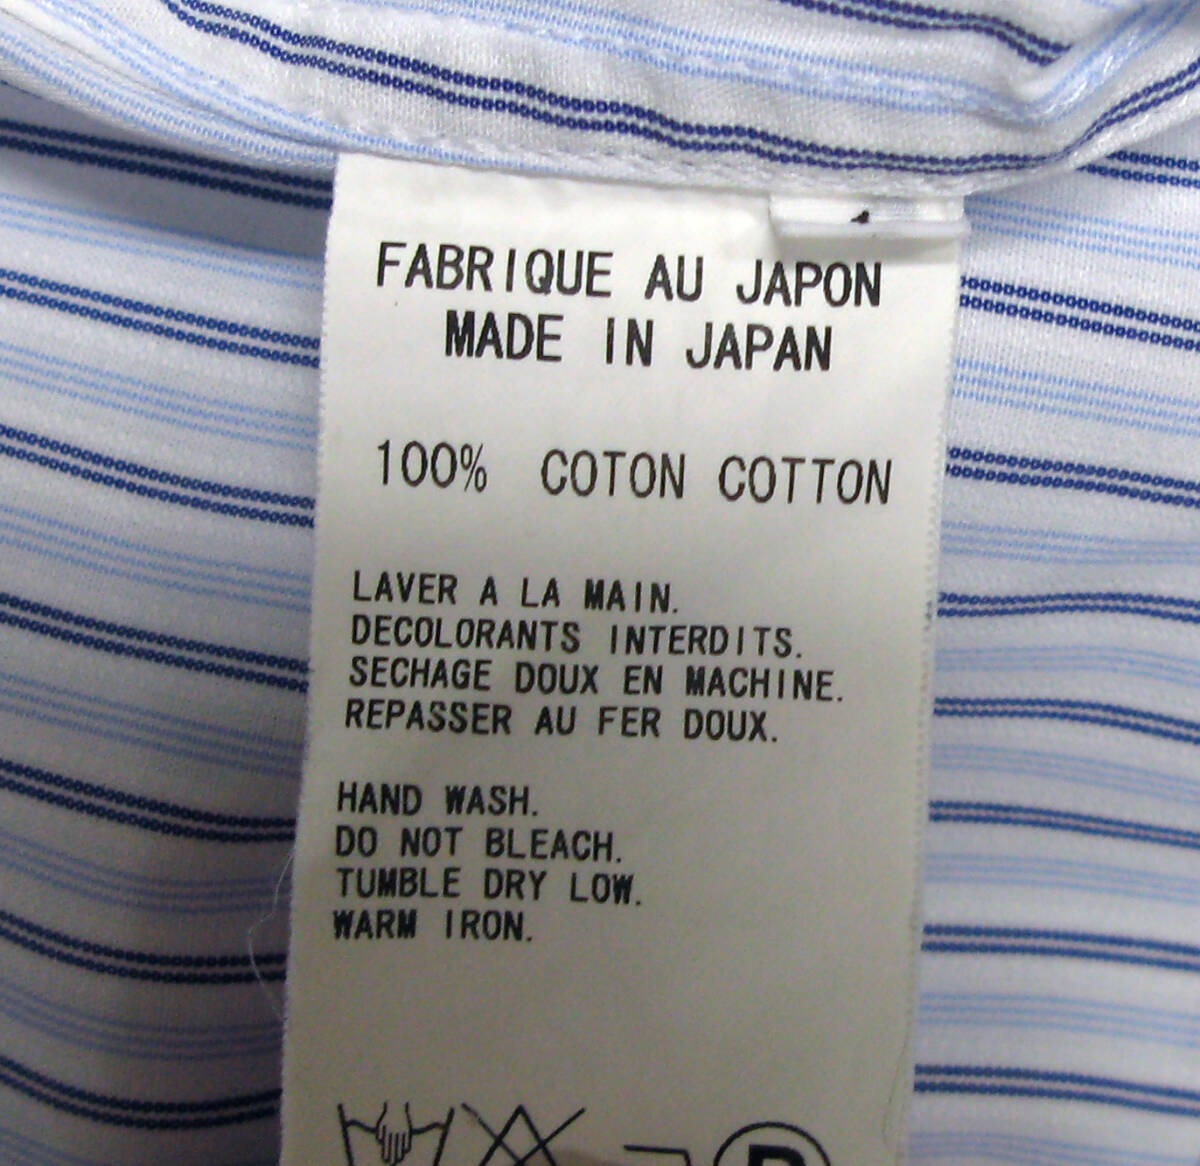 FABRIQUE AU JAPON
MADE IN JAPAN
100% COTON COTTON
LAVER A LA MAIN.
DECOLORANTS INTERDITS.
SECHAGE DOUX EN MACHINE.
REPASSER AU FER DOUX.
HAND WASH.
DO NOT BLEACH.
TUMBLE DRY LOW.
WARM IRON.